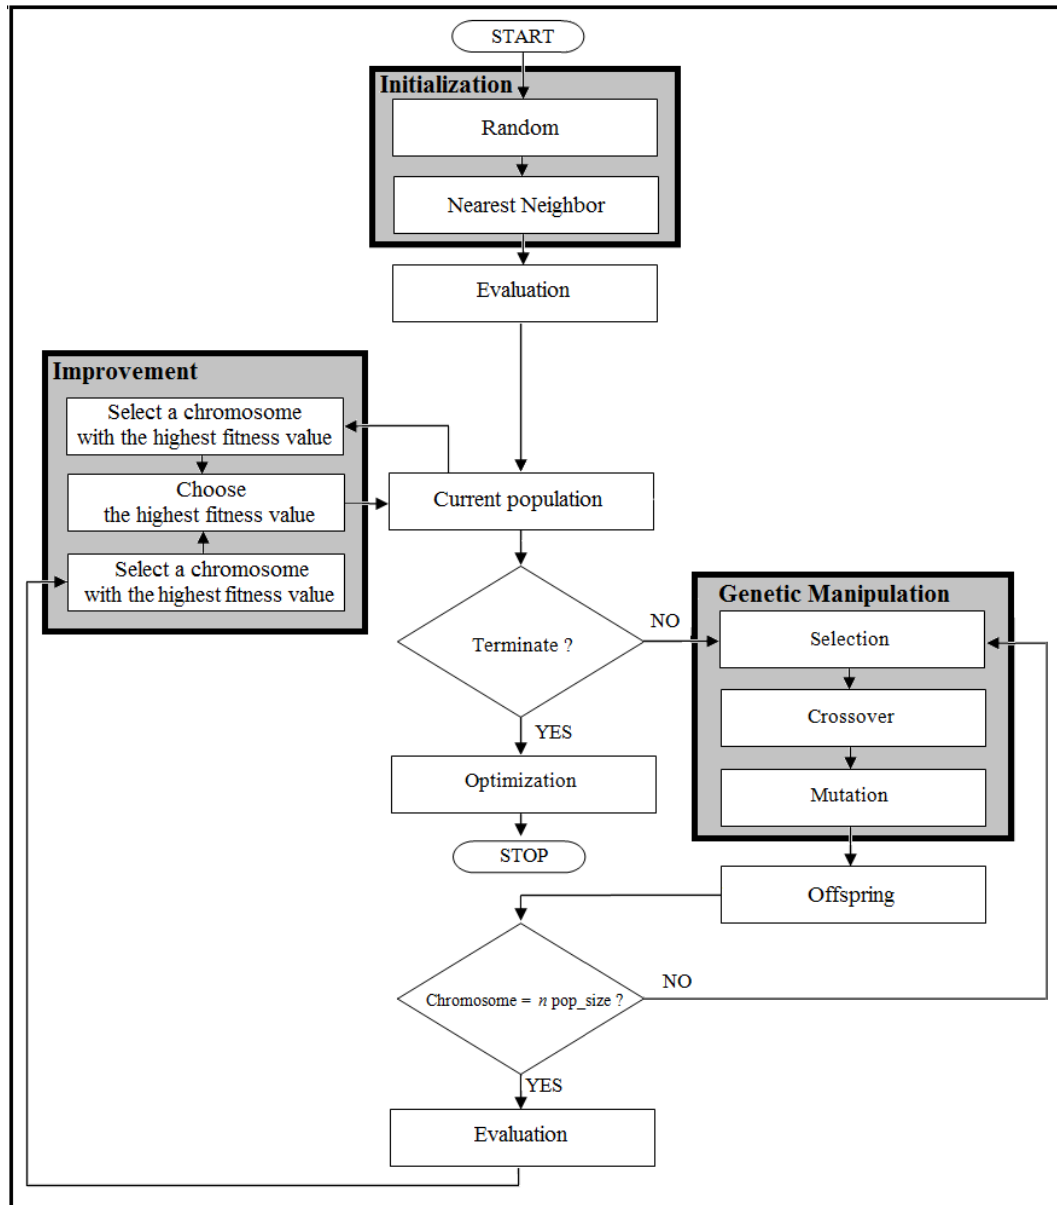 START
Initialization
Random
Nearest Neighbor
Evaluation
Improvement
Select a chromosome
with the highest fitness value
Choose
the highest fitness value
Select a chromosome
with the highest fitness value
Current population
Terminate ?
NO
YES
Genetic Manipulation
Selection
Crossover
Mutation
Optimization
STOP
Offspring
Chromosome = n pop_size ?
NO
YES
Evaluation